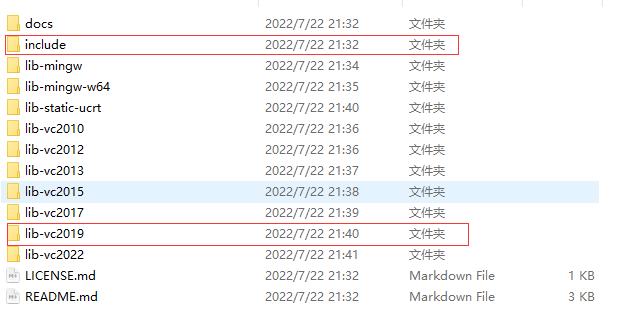 docs 2022/7/22 21:32 文件夹
include 2022/7/22 21:32 文件夹
lib-mingw 2022/7/22 21:34 文件夹
lib-mingw-w64 2022/7/22 21:35 文件夹
lib-static-ucrt 2022/7/22 21:40 文件夹
lib-vc2010 2022/7/22 21:36 文件夹
lib-vc2012 2022/7/22 21:36 文件夹
lib-vc2013 2022/7/22 21:37 文件夹
lib-vc2015 2022/7/22 21:38 文件夹
lib-vc2017 2022/7/22 21:39 文件夹
lib-vc2019 2022/7/22 21:40 文件夹
lib-vc2022 2022/7/22 21:41 文件夹
LICENSE.md 2022/7/22 21:32 Markdown File 1 KB
README.md 2022/7/22 21:32 Markdown File 3 KB